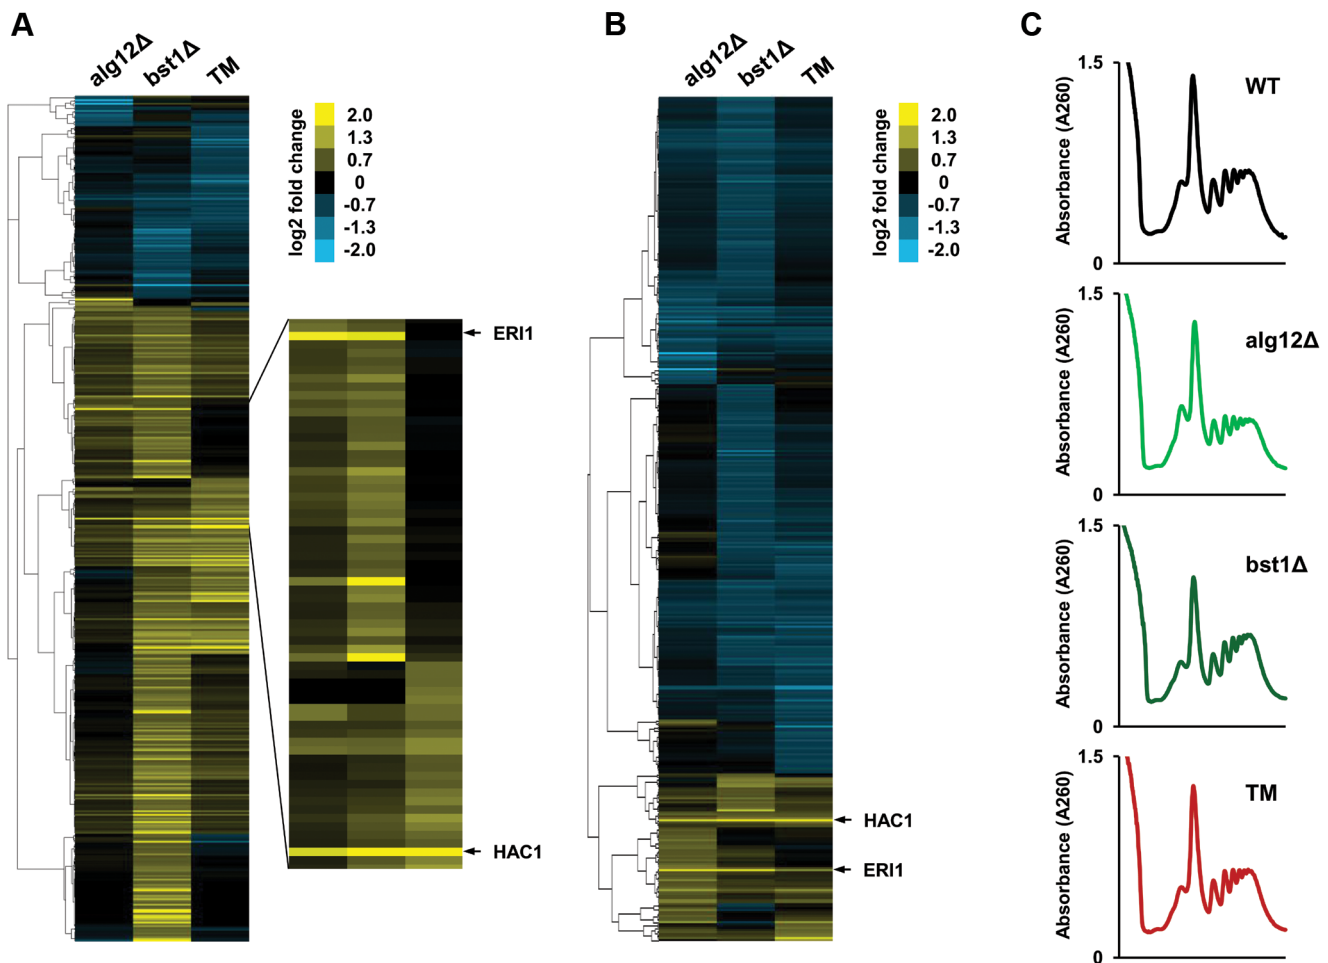 A
alg12Δ bst1Δ TM
log2 fold change
2.0
1.3
0.7
0
-0.7
-1.3
-2.0
ERI1
HAC1
B
alg12Δ bst1Δ TM
log2 fold change
2.0
1.3
0.7
0
-0.7
-1.3
-2.0
HAC1
ERI1
C
1.5
Absorbance (A260)
0
WT
1.5
Absorbance (A260)
0
alg12Δ
1.5
Absorbance (A260)
0
bst1Δ
1.5
Absorbance (A260)
0
TM